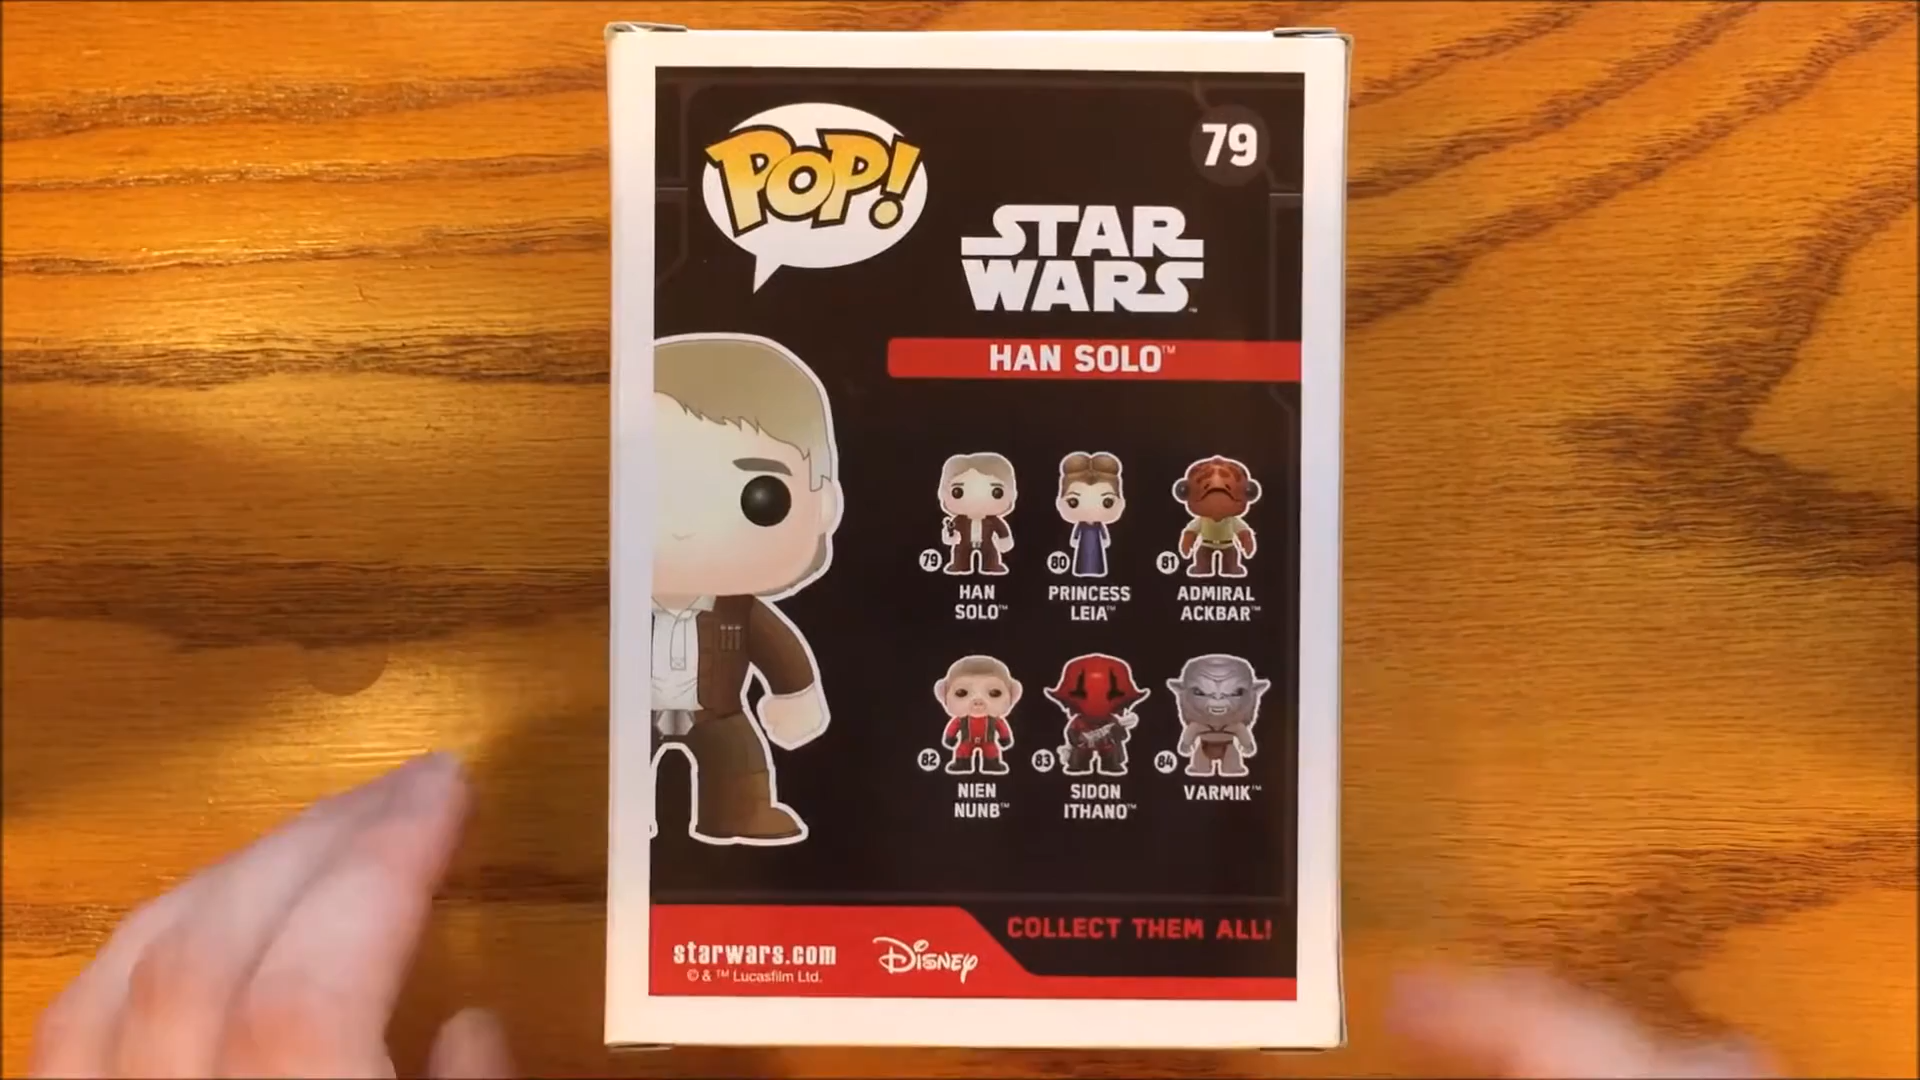 POP!
79
STAR
WARS™
HAN SOLO™
79
HAN
SOLO™
80
PRINCESS
LEIA™
81
ADMIRAL
ACKBAR™
82
NIEN
NUNB™
83
SIDON
ITHANO™
84
VARMIK™
COLLECT THEM ALL!
starwars.com
© & ™ Lucasfilm Ltd.
Disney